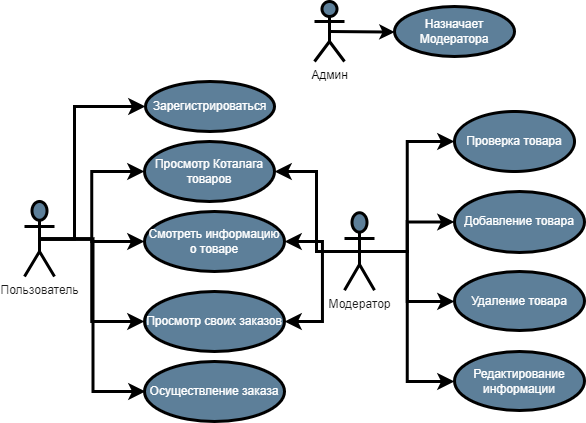 Назначает
Модератора
Админ
Зарегистрироваться
Просмотр Коталага
товаров
Смотреть информацию
о товаре
Просмотр своих заказов
Осуществление заказа
Пользователь
Модератор
Проверка товара
Добавление товара
Удаление товара
Редактирование
информации